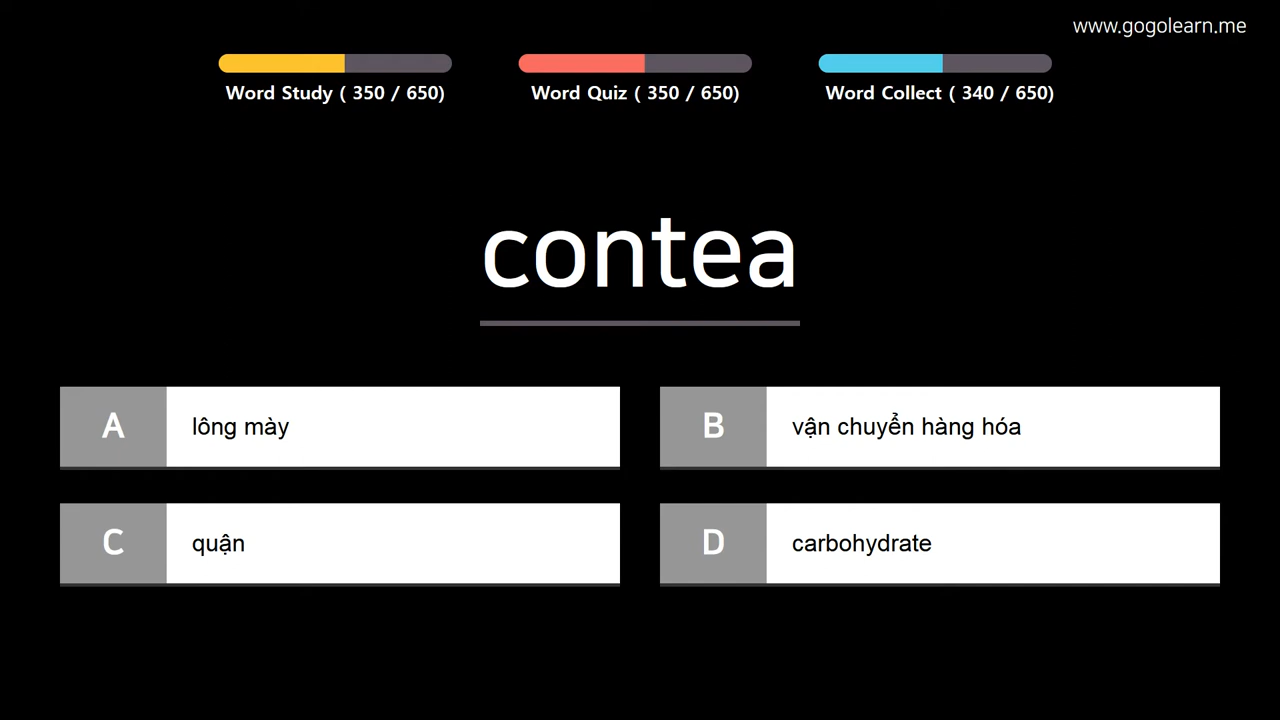 www.gogolearn.me
Word Study ( 350 / 650)
Word Quiz ( 350 / 650)
Word Collect ( 340 / 650)
contea
A lông mày
B vận chuyển hàng hóa
C quận
D carbohydrate